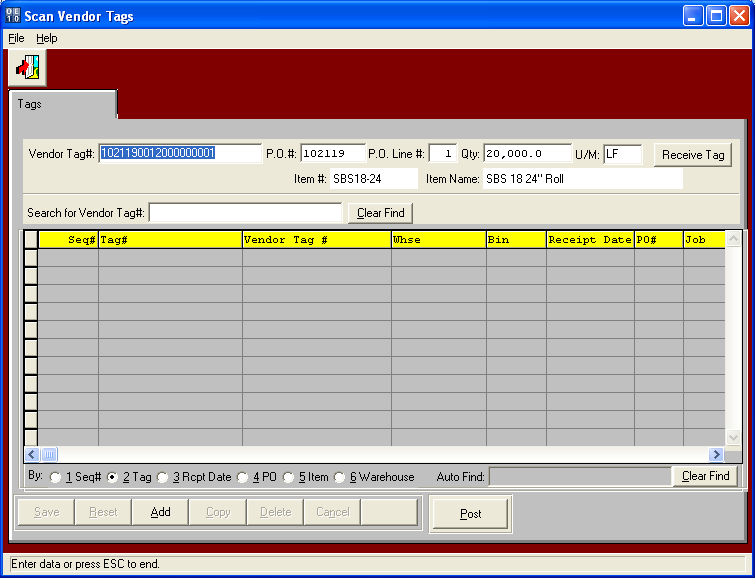 OE 10 Scan Vendor Tags
File Help
Tags
Vendor Tag#: 1021190012000000001 P.O.#: 102119 P.O. Line #: 1 Qty: 20,000.0 U/M: LF Receive Tag
Item #: SBS18-24 Item Name: SBS 18 24" Roll
Search for Vendor Tag#: Clear Find
Seq# Tag# Vendor Tag # Whse Bin Receipt Date PO# Job
By: 1 Seq# 2 Tag 3 Rcpt Date 4 PO 5 Item 6 Warehouse Auto Find: Clear Find
Save Reset Add Copy Delete Cancel Post
Enter data or press ESC to end.